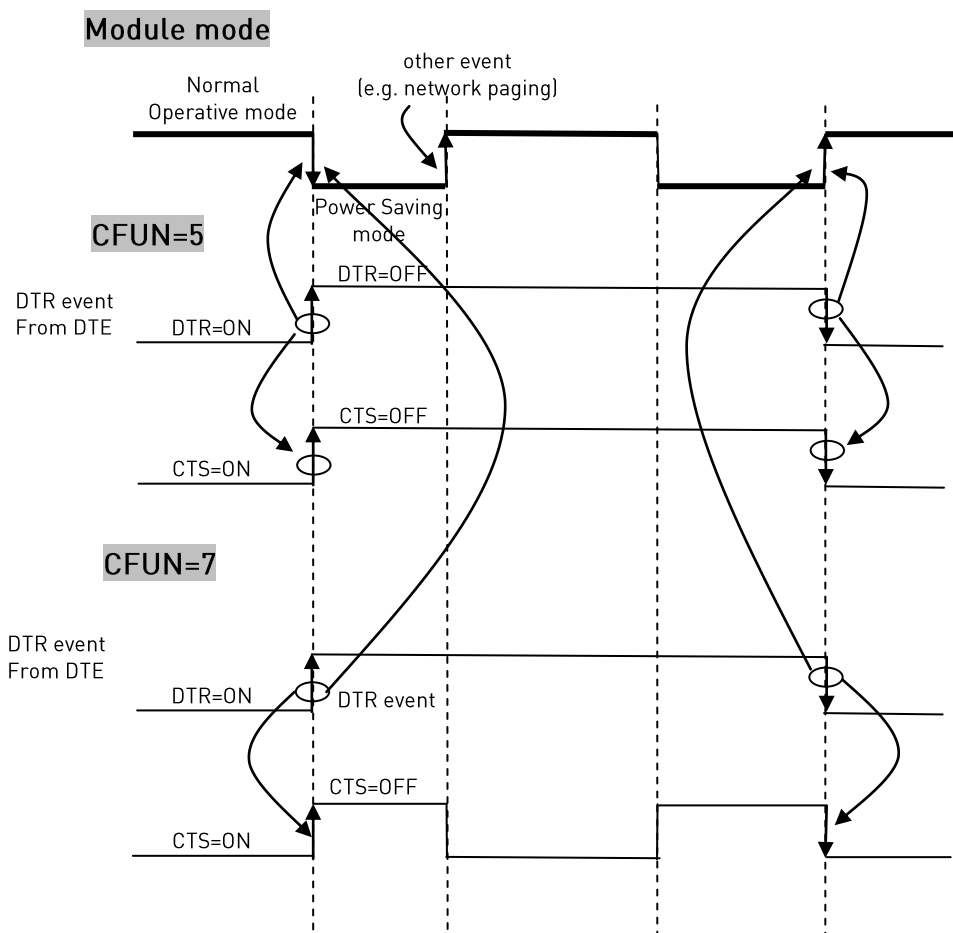 Module mode
other event
(e.g. network paging)
Normal
Operative mode
Power Saving
mode
CFUN=5
DTR=OFF
DTR event
From DTE
DTR=ON
CTS=OFF
CTS=ON
CFUN=7
DTR event
From DTE
DTR=ON
DTR event
CTS=OFF
CTS=ON